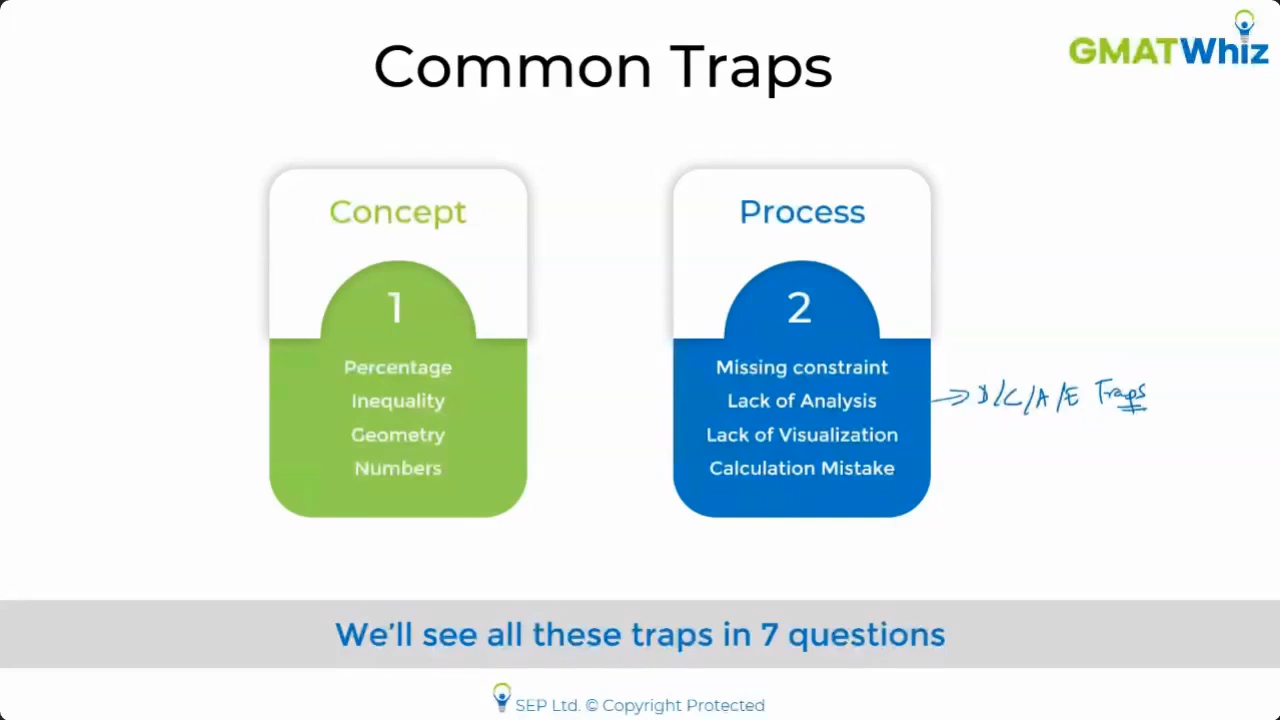 GMATWhiz
Common Traps
Concept
1
Percentage
Inequality
Geometry
Numbers
Process
2
Missing constraint
Lack of Analysis
Lack of Visualization
Calculation Mistake
→ D/C/A/E Traps
We'll see all these traps in 7 questions
SEP Ltd. © Copyright Protected